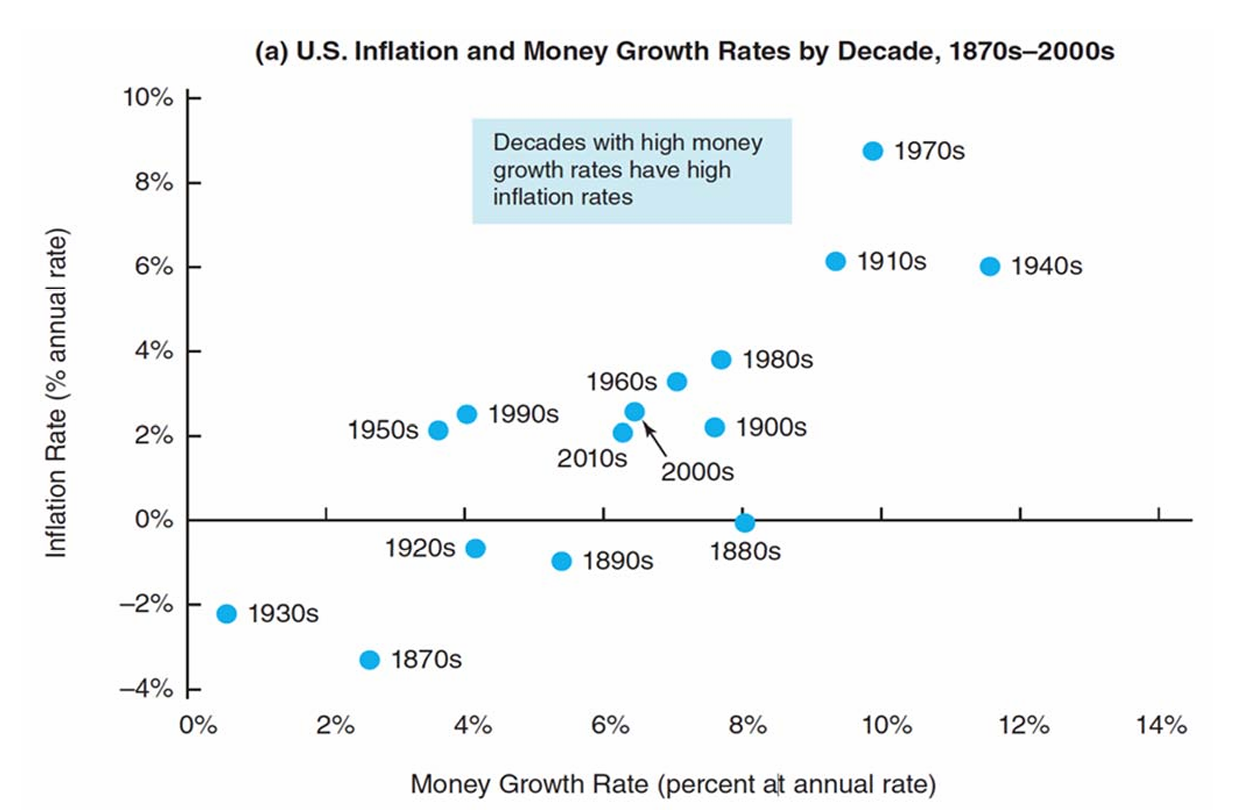 (a) U.S. Inflation and Money Growth Rates by Decade, 1870s–2000s
10%
Decades with high money
growth rates have high
inflation rates
1970s
8%
6%
1910s
1940s
4%
1980s
1960s
1990s
1950s
1900s
2%
2010s
2000s
0%
1920s
1890s
1880s
–2%
1930s
1870s
–4%
Inflation Rate (% annual rate)
0% 2% 4% 6% 8% 10% 12% 14%
Money Growth Rate (percent at annual rate)